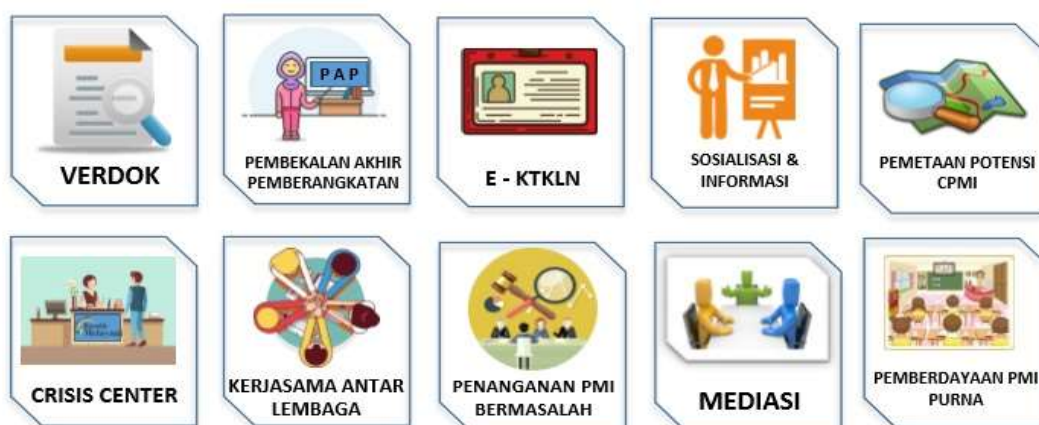 VERDOK
PAP
PEMBEKALAN AKHIR
PEMBERANGKATAN
E - KTKLN
SOSIALISASI &
INFORMASI
PEMETAAN POTENSI
CPMI
CRISIS CENTER
KERJASAMA ANTAR
LEMBAGA
PENANGANAN PMI
BERMASALAH
MEDIASI
PEMBERDAYAAN PMI
PURNA